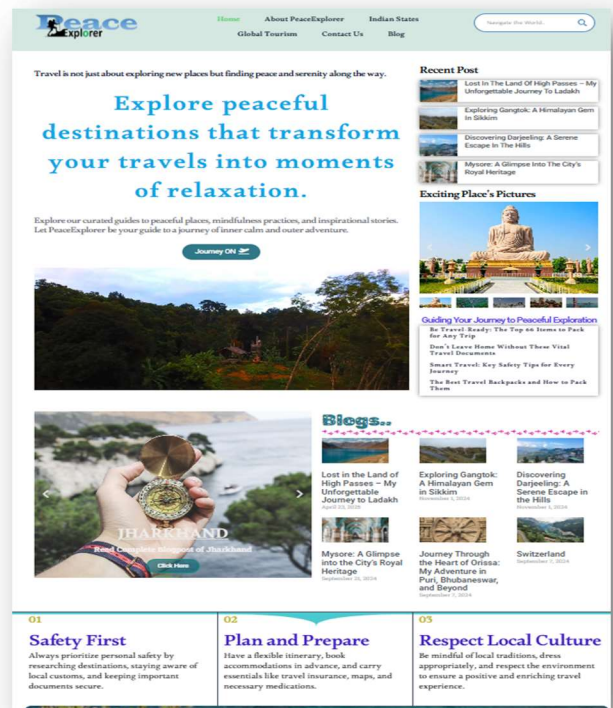 Peace
Explorer
Home About PeaceExplorer Indian States
Global Tourism Contact Us Blog
Navigate the World.
Travel is not just about exploring new places but finding peace and serenity along the way.
Explore peaceful
destinations that transform
your travels into moments
of relaxation.
Explore our curated guides to peaceful places, mindfulness practices, and inspirational stories.
Let PeaceExplorer be your guide to a journey of inner calm and outer adventure.
Journey ON
Recent Post
Lost In The Land Of High Passes – My
Unforgettable Journey To Ladakh
Exploring Gangtok: A Himalayan Gem
In Sikkim
Discovering Darjeeling: A Serene
Escape In The Hills
Mysore: A Glimpse Into The City's
Royal Heritage
Exciting Place's Pictures
Guiding Your Journey to Peaceful Exploration
Be Travel-Ready: The Top 66 Items to Pack
for Any Trip
Don't Leave Home Without These Vital
Travel Documents
Smart Travel: Key Safety Tips for Every
Journey
The Best Travel Backpacks and How to Pack
Them
JHARKHAND
Read Complete Blogpost of Jharkhand
Click Here
Blogs..
Lost in the Land of
High Passes – My
Unforgettable
Journey to Ladakh
April 23, 2026
Exploring Gangtok:
A Himalayan Gem
in Sikkim
November 1, 2024
Discovering
Darjeeling: A
Serene Escape in
the Hills
November 1, 2024
Mysore: A Glimpse
into the City's Royal
Heritage
September 21, 2024
Journey Through
the Heart of Orissa:
My Adventure in
Puri, Bhubaneswar,
and Beyond
September 7, 2024
Switzerland
September 7, 2024
01
Safety First
Always prioritize personal safety by
researching destinations, staying aware of
local customs, and keeping important
documents secure.
02
Plan and Prepare
Have a flexible itinerary, book
accommodations in advance, and carry
essentials like travel insurance, maps, and
necessary medications.
03
Respect Local Culture
Be mindful of local traditions, dress
appropriately, and respect the environment
to ensure a positive and enriching travel
experience.